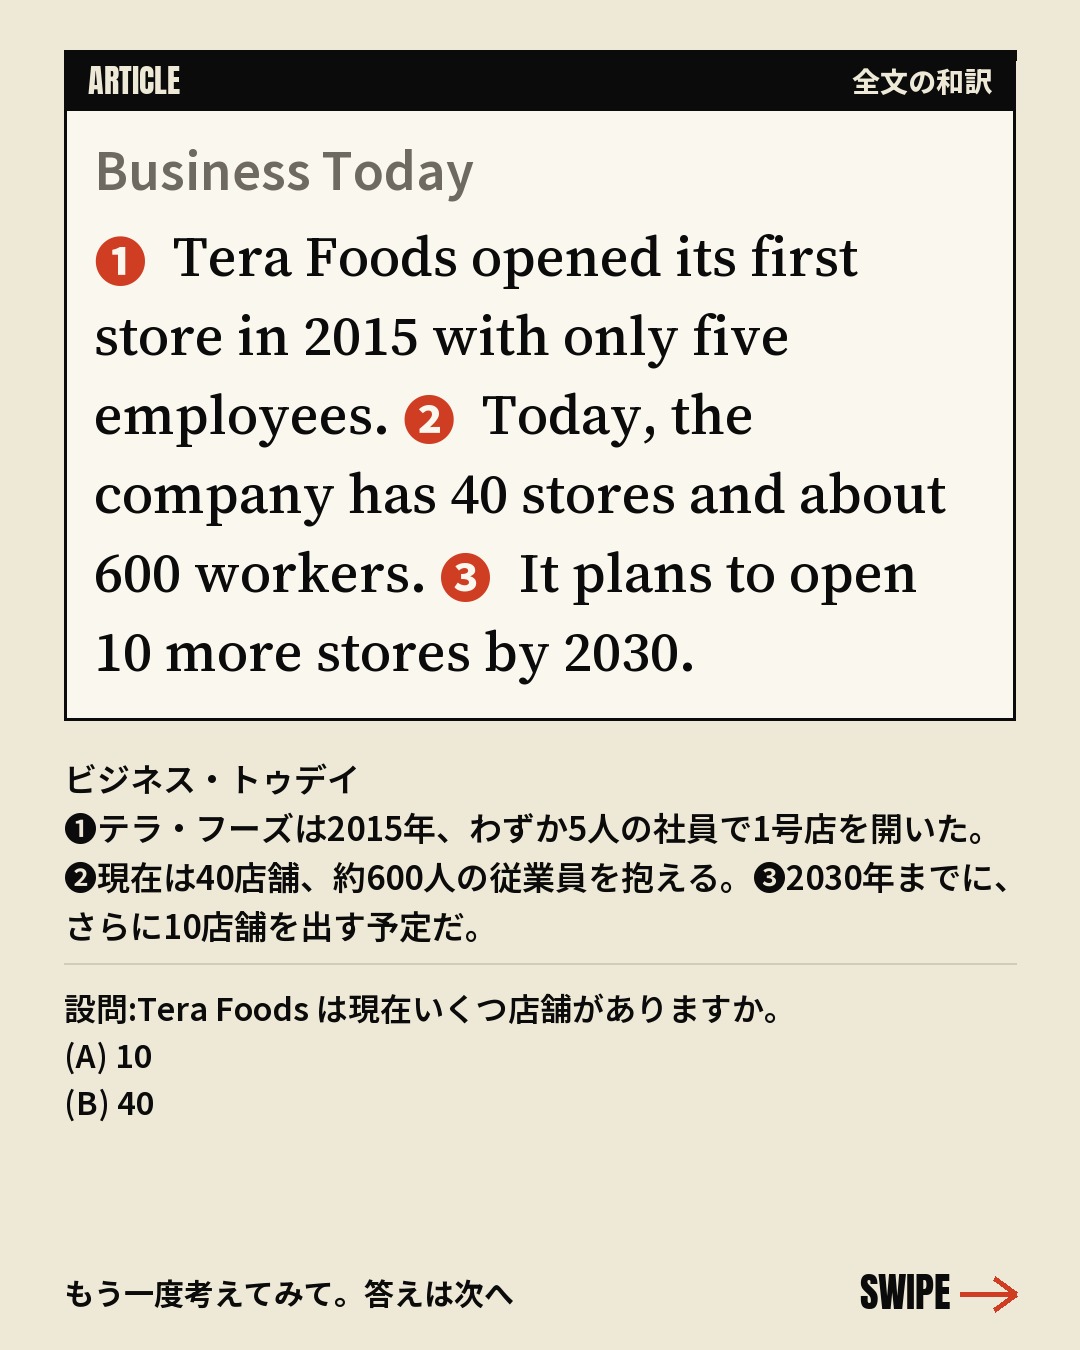 ARTICLE
全文の和訳
Business Today
❶ Tera Foods opened its first
store in 2015 with only five
employees. ❷ Today, the
company has 40 stores and about
600 workers. ❸ It plans to open
10 more stores by 2030.
ビジネス・トゥデイ
❶テラ・フーズは2015年、わずか5人の社員で1号店を開いた。
❷現在は40店舗、約600人の従業員を抱える。❸2030年までに、
さらに10店舗を出す予定だ。
設問:Tera Foods は現在いくつ店舗がありますか。
(A) 10
(B) 40
もう一度考えてみて。答えは次へ
SWIPE